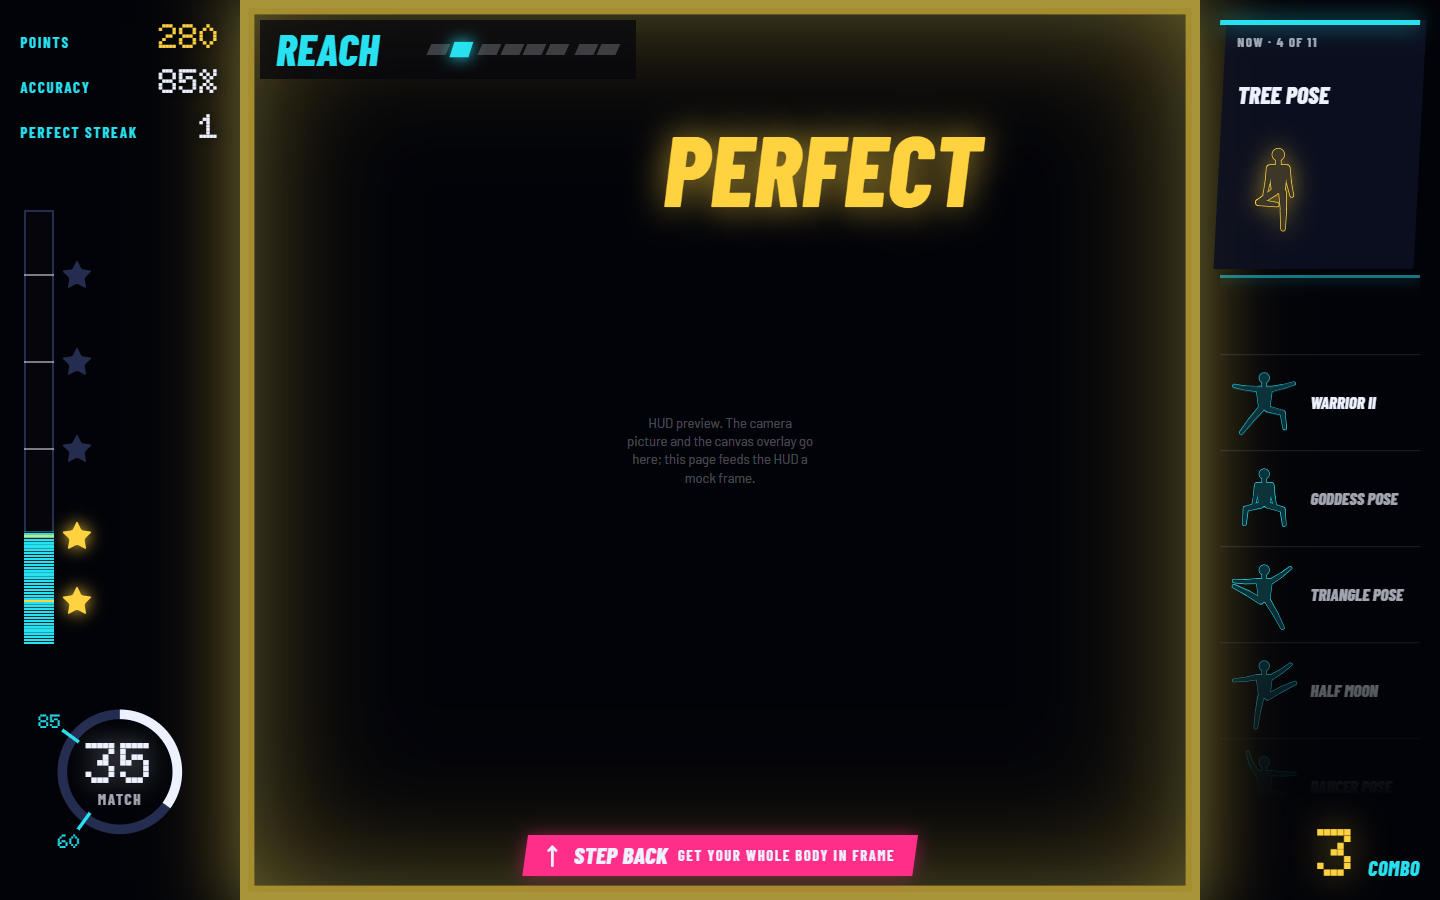 POINTS 280
ACCURACY 85%
PERFECT STREAK 1
REACH
PERFECT
HUD preview. The camera
picture and the canvas overlay go
here; this page feeds the HUD a
mock frame.
NOW · 4 OF 11
TREE POSE
WARRIOR II
GODDESS POSE
TRIANGLE POSE
HALF MOON
DANCER POSE
85
35
MATCH
60
↑ STEP BACK GET YOUR WHOLE BODY IN FRAME
3 COMBO